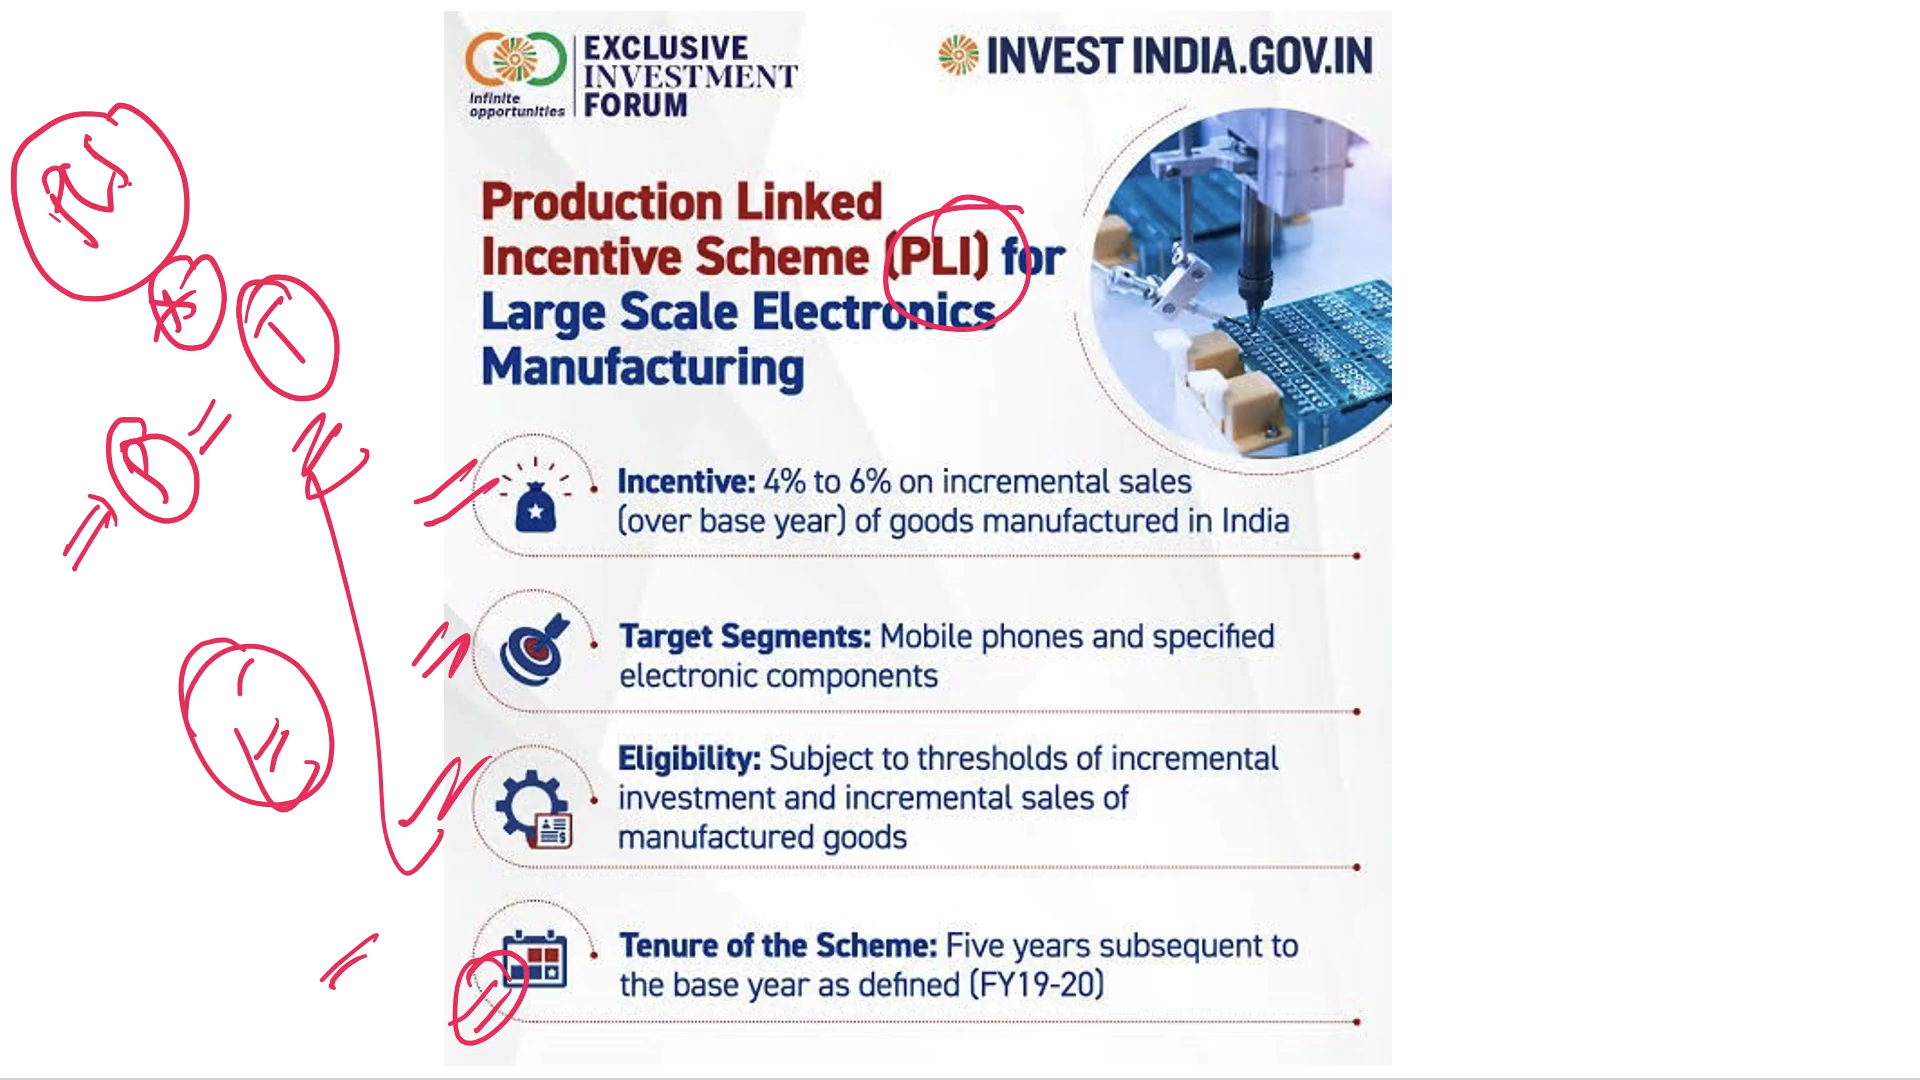 EXCLUSIVE
INVESTMENT
FORUM
Infinite
opportunities
INVEST INDIA.GOV.IN
Production Linked
Incentive Scheme (PLI) for
Large Scale Electronics
Manufacturing
Incentive: 4% to 6% on incremental sales
(over base year) of goods manufactured in India
Target Segments: Mobile phones and specified
electronic components
Eligibility: Subject to thresholds of incremental
investment and incremental sales of
manufactured goods
Tenure of the Scheme: Five years subsequent to
the base year as defined (FY19-20)